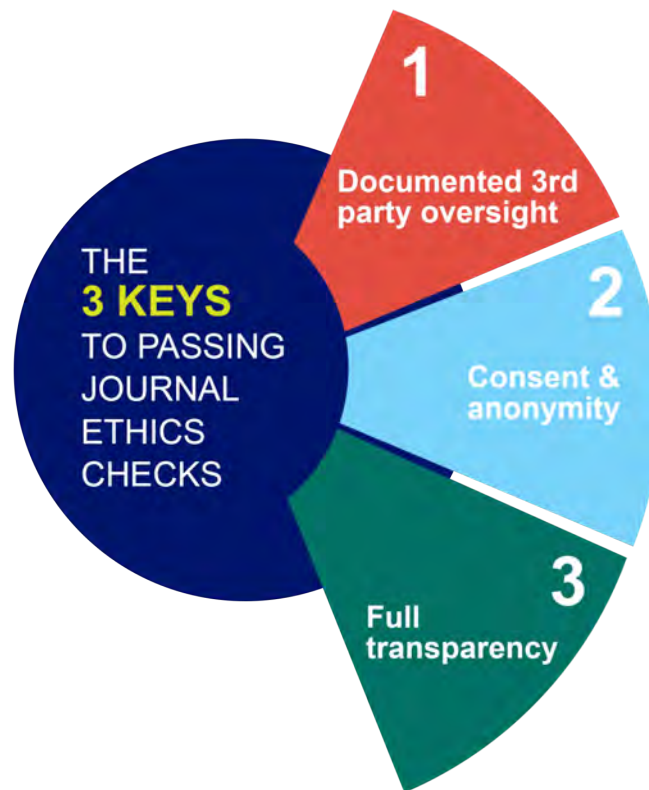 THE
3 KEYS
TO PASSING
JOURNAL
ETHICS
CHECKS
1
Documented 3rd
party oversight
2
Consent &
anonymity
3
Full
transparency